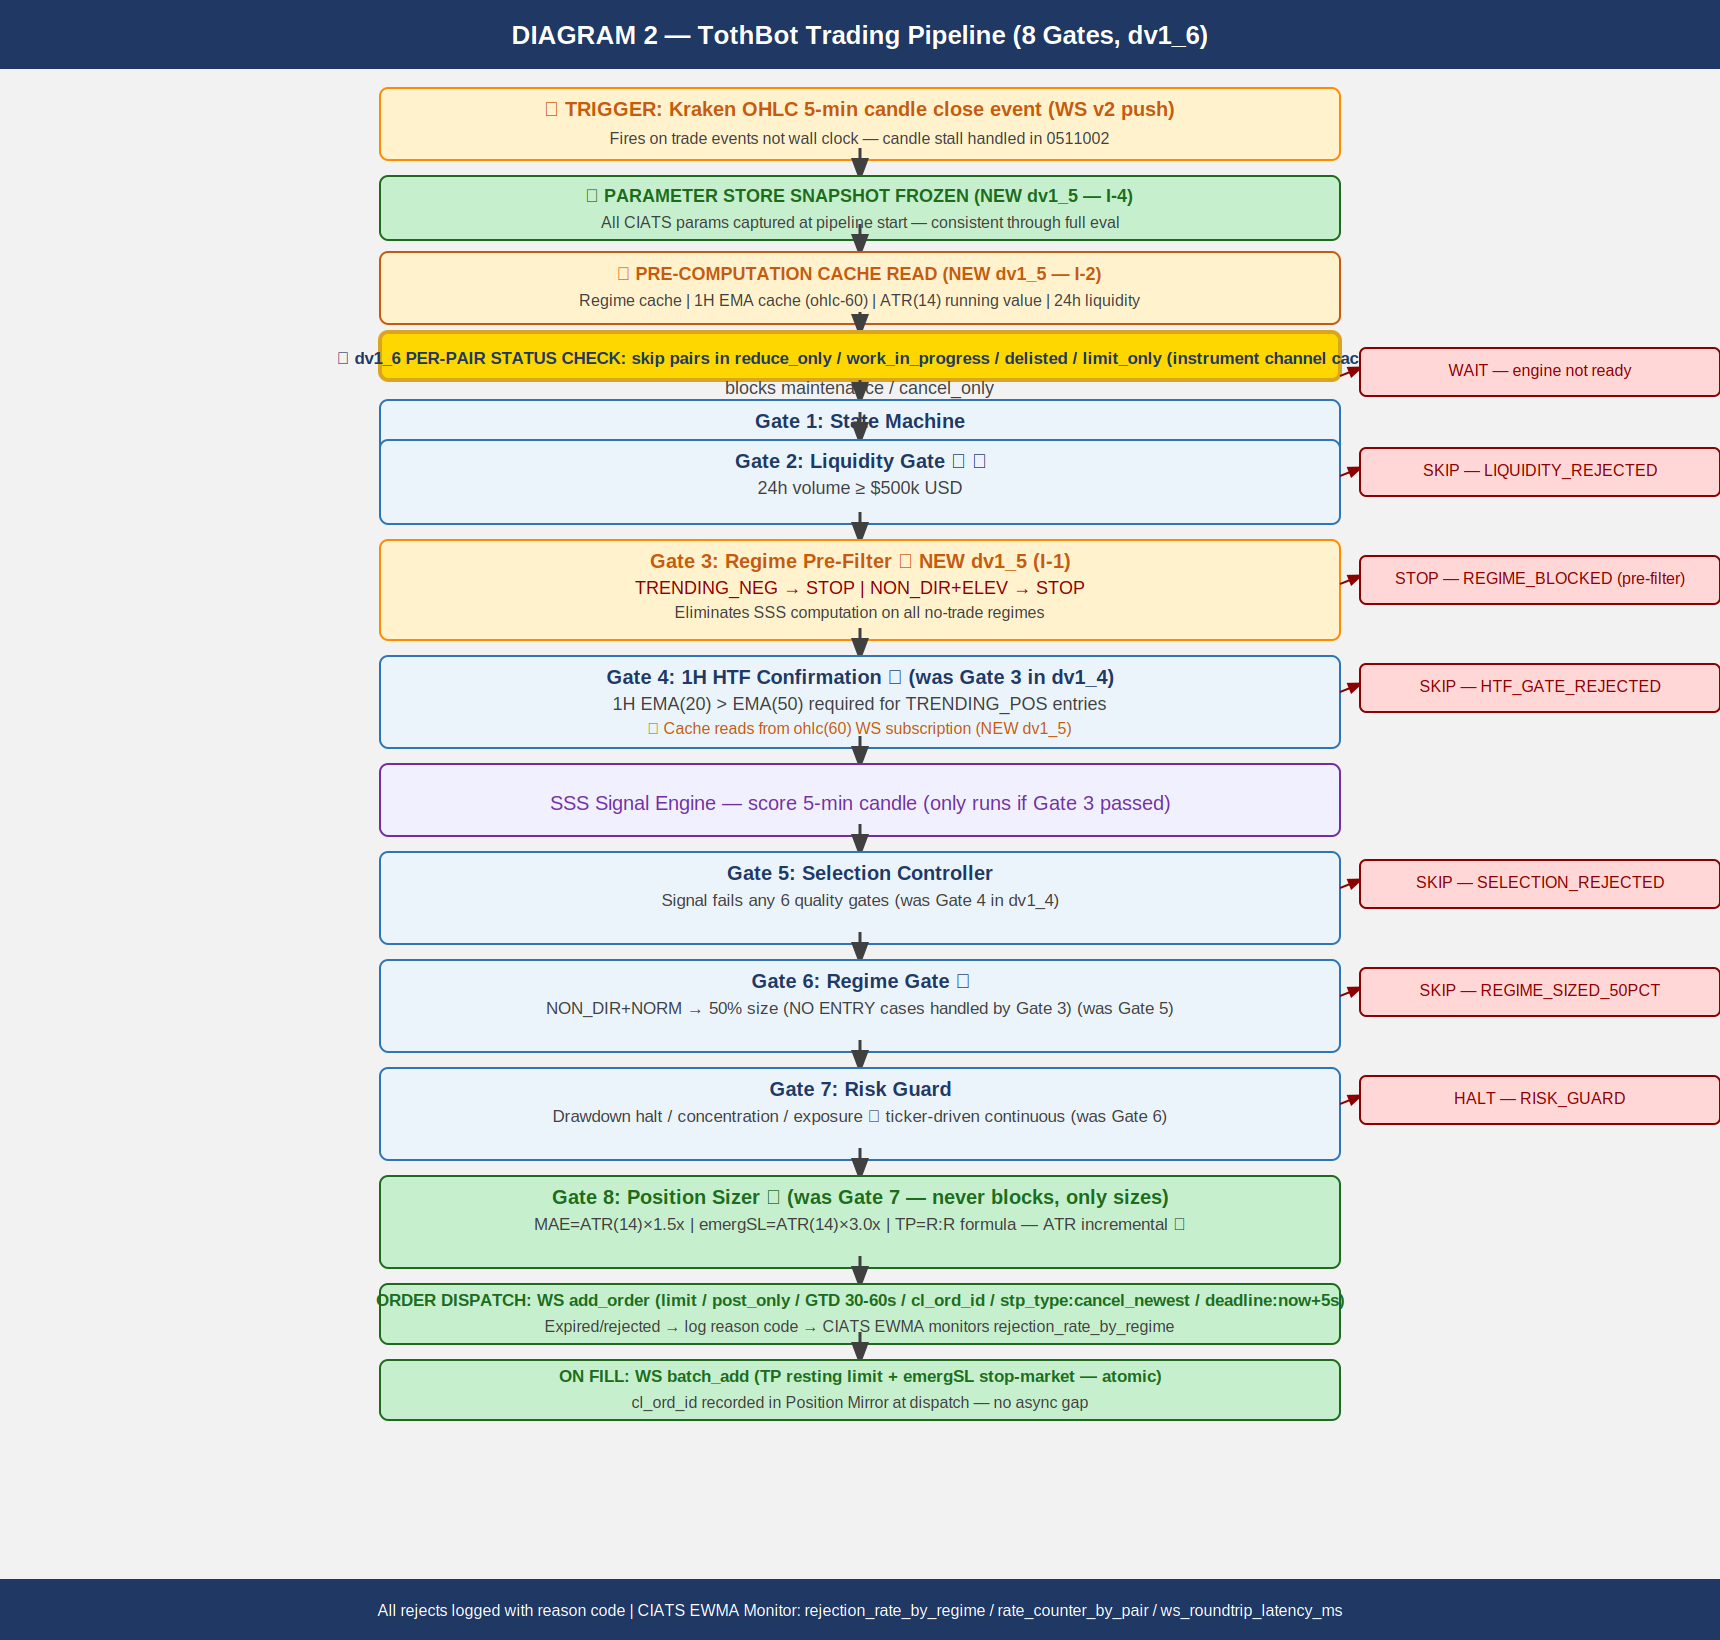 DIAGRAM 2 — TothBot Trading Pipeline (8 Gates, dv1_6)
TRIGGER: Kraken OHLC 5-min candle close event (WS v2 push)
Fires on trade events not wall clock — candle stall handled in 0511002
PARAMETER STORE SNAPSHOT FROZEN (NEW dv1_5 — I-4)
All CIATS params captured at pipeline start — consistent through full eval
PRE-COMPUTATION CACHE READ (NEW dv1_5 — I-2)
Regime cache | 1H EMA cache (ohlc-60) | ATR(14) running value | 24h liquidity
dv1_6 PER-PAIR STATUS CHECK: skip pairs in reduce_only / work_in_progress / delisted / limit_only (instrument channel cac
WAIT — engine not ready
blocks maintenance / cancel_only
Gate 1: State Machine
Gate 2: Liquidity Gate
24h volume ≥ $500k USD
SKIP — LIQUIDITY_REJECTED
Gate 3: Regime Pre-Filter NEW dv1_5 (I-1)
TRENDING_NEG → STOP | NON_DIR+ELEV → STOP
Eliminates SSS computation on all no-trade regimes
STOP — REGIME_BLOCKED (pre-filter)
Gate 4: 1H HTF Confirmation (was Gate 3 in dv1_4)
1H EMA(20) > EMA(50) required for TRENDING_POS entries
Cache reads from ohlc(60) WS subscription (NEW dv1_5)
SKIP — HTF_GATE_REJECTED
SSS Signal Engine — score 5-min candle (only runs if Gate 3 passed)
Gate 5: Selection Controller
Signal fails any 6 quality gates (was Gate 4 in dv1_4)
SKIP — SELECTION_REJECTED
Gate 6: Regime Gate
NON_DIR+NORM → 50% size (NO ENTRY cases handled by Gate 3) (was Gate 5)
SKIP — REGIME_SIZED_50PCT
Gate 7: Risk Guard
Drawdown halt / concentration / exposure ticker-driven continuous (was Gate 6)
HALT — RISK_GUARD
Gate 8: Position Sizer (was Gate 7 — never blocks, only sizes)
MAE=ATR(14)×1.5x | emergSL=ATR(14)×3.0x | TP=R:R formula — ATR incremental
ORDER DISPATCH: WS add_order (limit / post_only / GTD 30-60s / cl_ord_id / stp_type:cancel_newest / deadline:now+5s)
Expired/rejected → log reason code → CIATS EWMA monitors rejection_rate_by_regime
ON FILL: WS batch_add (TP resting limit + emergSL stop-market — atomic)
cl_ord_id recorded in Position Mirror at dispatch — no async gap
All rejects logged with reason code | CIATS EWMA Monitor: rejection_rate_by_regime / rate_counter_by_pair / ws_roundtrip_latency_ms